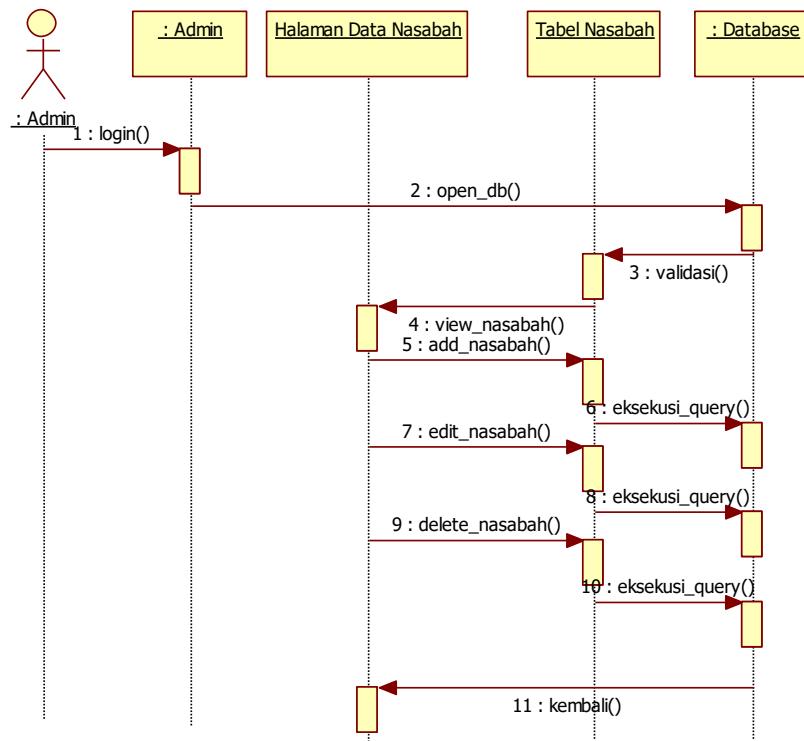 : Admin
Halaman Data Nasabah
Tabel Nasabah
: Database
: Admin
1 : login()
2 : open_db()
3 : validasi()
4 : view_nasabah()
5 : add_nasabah()
6 : eksekusi_query()
7 : edit_nasabah()
8 : eksekusi_query()
9 : delete_nasabah()
10 : eksekusi_query()
11 : kembali()